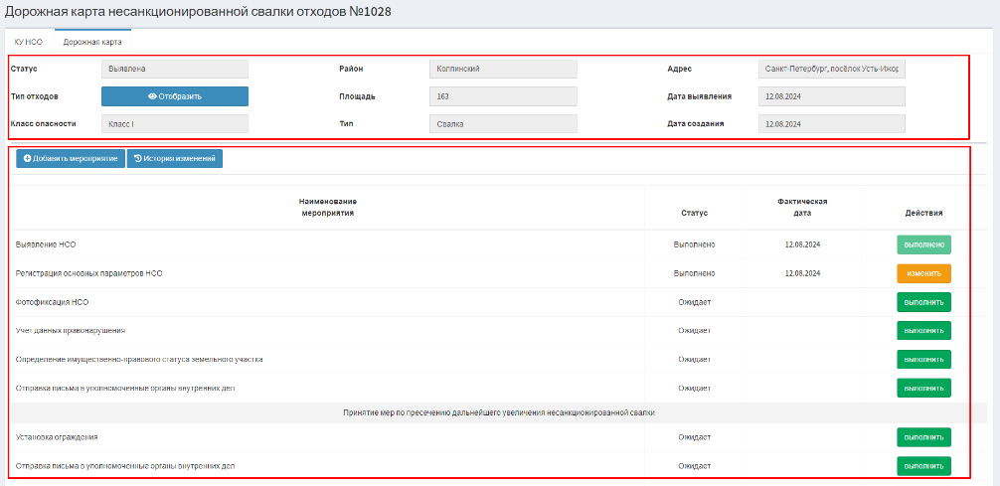 Дорожная карта несанкционированной свалки отходов №1028
КУ НСО Дорожная карта
Статус Выявлена Район Колпинский Адрес Санкт-Петербург, посёлок Усть-Ижор
Тип отходов Отобразить Площадь 163 Дата выявления 12.08.2024
Класс опасности Класс I Тип Свалка Дата создания 12.08.2024
Добавить мероприятие История изменений
Наименование мероприятия Статус Фактическая дата Действия
Выявление НСО Выполнено 12.08.2024 выполнено
Регистрация основных параметров НСО Выполнено 12.08.2024 изменить
Фотофиксация НСО Ожидает выполнить
Учет данных правонарушения Ожидает выполнить
Определение имущественно-правового статуса земельного участка Ожидает выполнить
Отправка письма в уполномоченные органы внутренних дел Ожидает выполнить
Принятие мер по пресечению дальнейшего увеличения несанкционированной свалки
Установка ограждения Ожидает выполнить
Отправка письма в уполномоченные органы внутренних дел Ожидает выполнить